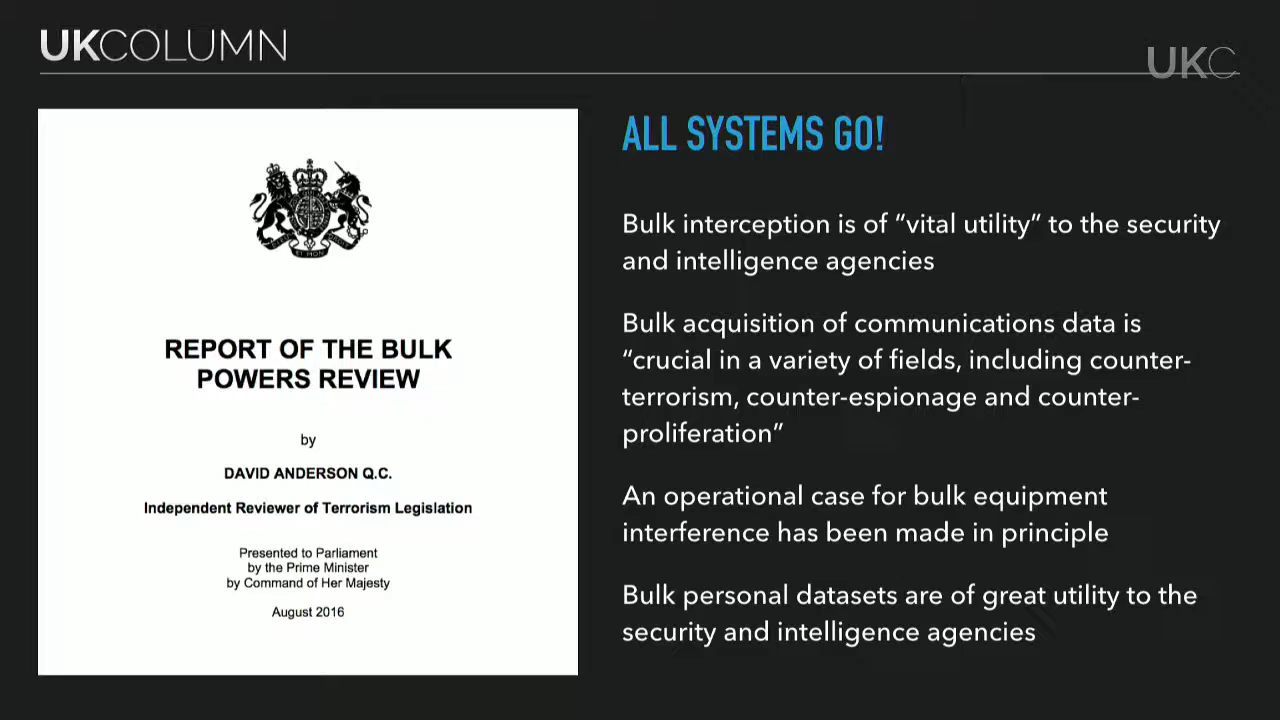 UKCOLUMN
UKC
REPORT OF THE BULK
POWERS REVIEW
by
DAVID ANDERSON Q.C.
Independent Reviewer of Terrorism Legislation
Presented to Parliament
by the Prime Minister
by Command of Her Majesty
August 2016
ALL SYSTEMS GO!
Bulk interception is of “vital utility” to the security
and intelligence agencies
Bulk acquisition of communications data is
“crucial in a variety of fields, including counter-
terrorism, counter-espionage and counter-
proliferation”
An operational case for bulk equipment
interference has been made in principle
Bulk personal datasets are of great utility to the
security and intelligence agencies